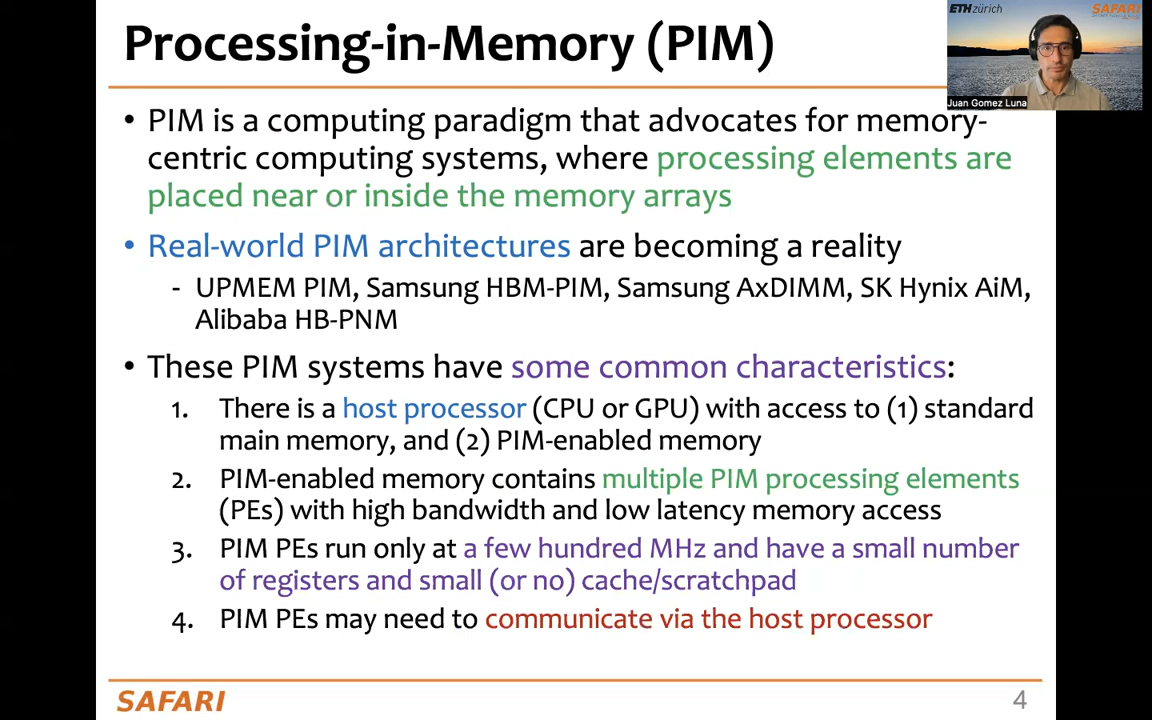 Processing-in-Memory (PIM)
ETHzürich
SAFARI
Juan Gomez Luna
• PIM is a computing paradigm that advocates for memory-
centric computing systems, where processing elements are
placed near or inside the memory arrays
• Real-world PIM architectures are becoming a reality
- UPMEM PIM, Samsung HBM-PIM, Samsung AxDIMM, SK Hynix AiM,
Alibaba HB-PNM
• These PIM systems have some common characteristics:
1. There is a host processor (CPU or GPU) with access to (1) standard
main memory, and (2) PIM-enabled memory
2. PIM-enabled memory contains multiple PIM processing elements
(PEs) with high bandwidth and low latency memory access
3. PIM PEs run only at a few hundred MHz and have a small number
of registers and small (or no) cache/scratchpad
4. PIM PEs may need to communicate via the host processor
SAFARI
4